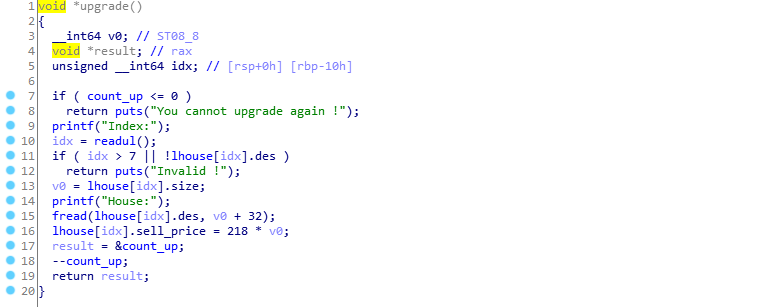 1 void *upgrade()
2 {
3 __int64 v0; // ST08_8
4 void *result; // rax
5 unsigned __int64 idx; // [rsp+0h] [rbp-10h]
6
7 if ( count_up <= 0 )
8 return puts("You cannot upgrade again !");
9 printf("Index:");
10 idx = readul();
11 if ( idx > 7 || !lhouse[idx].des )
12 return puts("Invalid !");
13 v0 = lhouse[idx].size;
14 printf("House:");
15 fread(lhouse[idx].des, v0 + 32);
16 lhouse[idx].sell_price = 218 * v0;
17 result = &count_up;
18 --count_up;
19 return result;
20 }